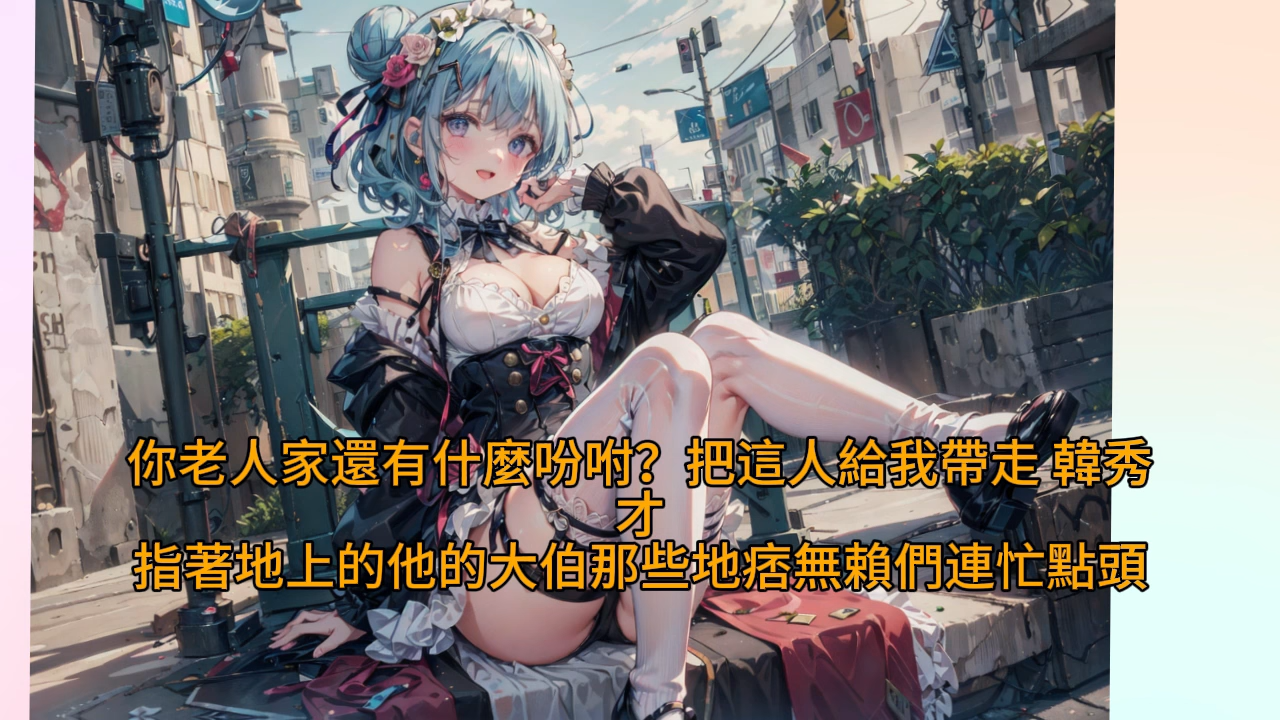 你老人家還有什麼吩咐？把這人給我帶走 韓秀
才
指著地上的他的大伯那些地痞無賴們連忙點頭